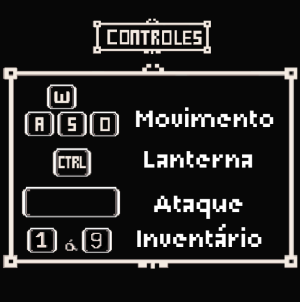 CONTROLES
W
A S D Movimento
CTRL Lanterna
Ataque
1 á 9 Inventário